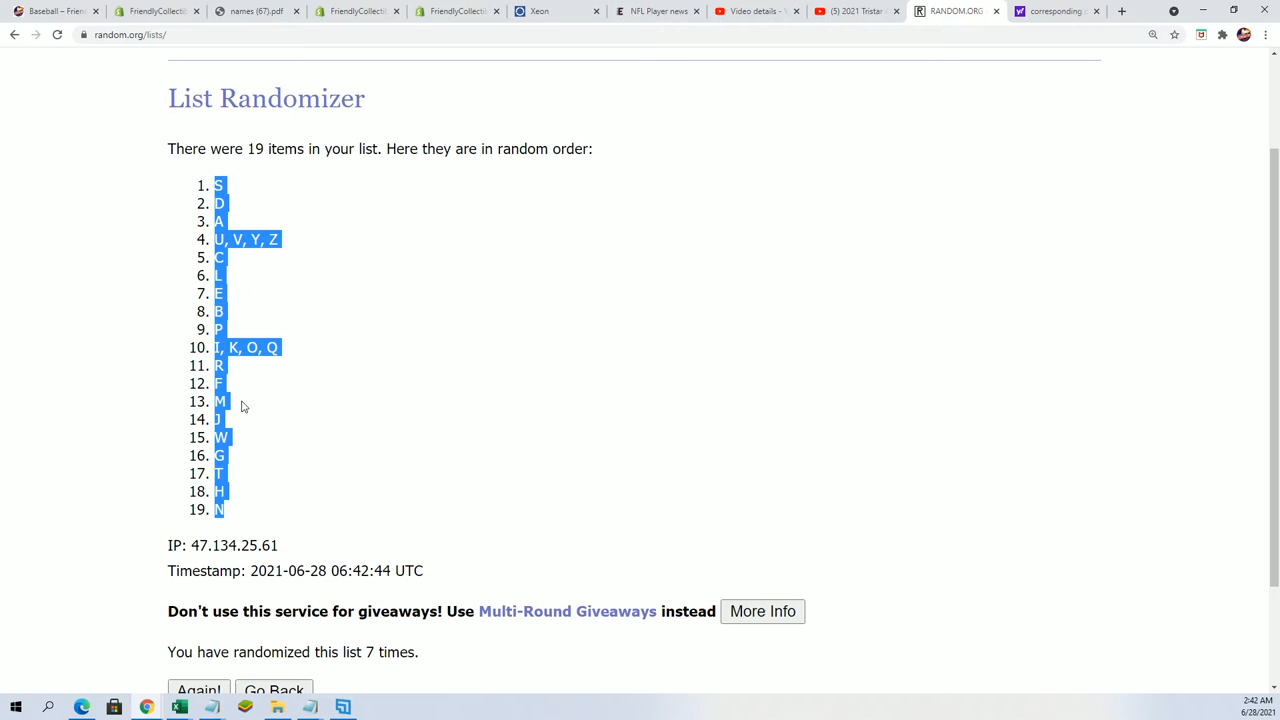 Baseball – Frien
FriendlyCollectil
names (67).pdf
FriendlyCollectil
FriendlyCollectil
Xeon
NFL Player news
Video details - Y
(5) 2021 Tristar
RANDOM.ORG -
corresponding c
random.org/lists/
List Randomizer
There were 19 items in your list. Here they are in random order:
1. S
2. D
3. A
4. U, V, Y, Z
5. C
6. L
7. E
8. B
9. P
10. I, K, O, Q
11. R
12. F
13. M
14. J
15. W
16. G
17. T
18. H
19. N
IP: 47.134.25.61
Timestamp: 2021-06-28 06:42:44 UTC
Don't use this service for giveaways! Use Multi-Round Giveaways instead More Info
You have randomized this list 7 times.
Again! Go Back
2:42 AM
6/28/2021